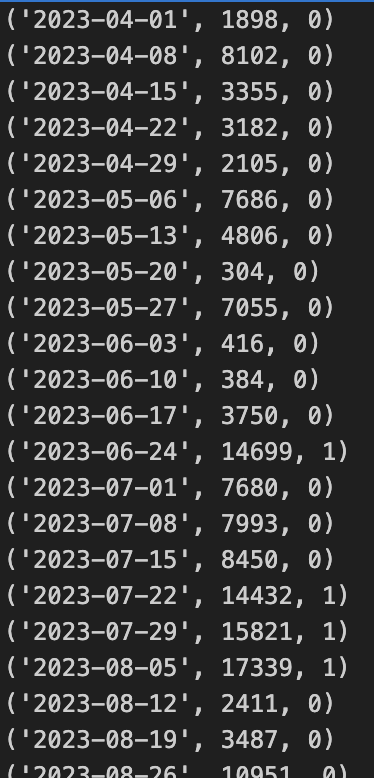 ('2023-04-01', 1898, 0)
('2023-04-08', 8102, 0)
('2023-04-15', 3355, 0)
('2023-04-22', 3182, 0)
('2023-04-29', 2105, 0)
('2023-05-06', 7686, 0)
('2023-05-13', 4806, 0)
('2023-05-20', 304, 0)
('2023-05-27', 7055, 0)
('2023-06-03', 416, 0)
('2023-06-10', 384, 0)
('2023-06-17', 3750, 0)
('2023-06-24', 14699, 1)
('2023-07-01', 7680, 0)
('2023-07-08', 7993, 0)
('2023-07-15', 8450, 0)
('2023-07-22', 14432, 1)
('2023-07-29', 15821, 1)
('2023-08-05', 17339, 1)
('2023-08-12', 2411, 0)
('2023-08-19', 3487, 0)
('2023-08-26', 10951, 0)